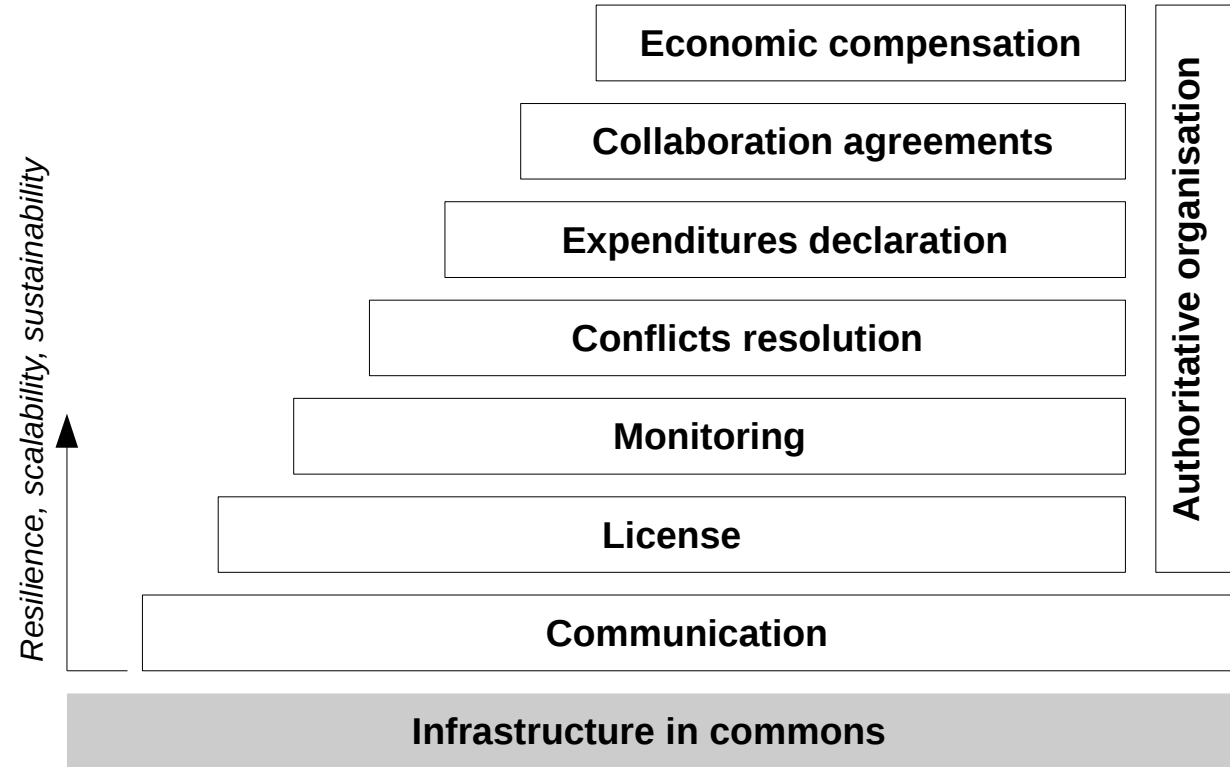 Economic compensation
Collaboration agreements
Expenditures declaration
Conflicts resolution
Monitoring
License
Communication
Infrastructure in commons
Authoritative organisation
Resilience, scalability, sustainability